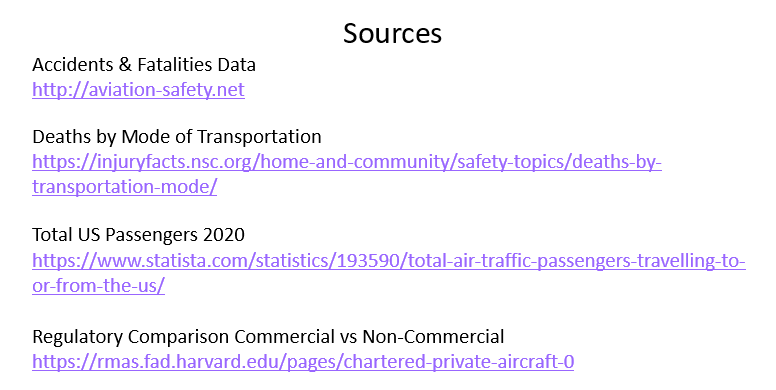 Sources
Accidents & Fatalities Data
http://aviation-safety.net
Deaths by Mode of Transportation
https://injuryfacts.nsc.org/home-and-community/safety-topics/deaths-by-
transportation-mode/
Total US Passengers 2020
https://www.statista.com/statistics/193590/total-air-traffic-passengers-travelling-to-
or-from-the-us/
Regulatory Comparison Commercial vs Non-Commercial
https://rmas.fad.harvard.edu/pages/chartered-private-aircraft-0